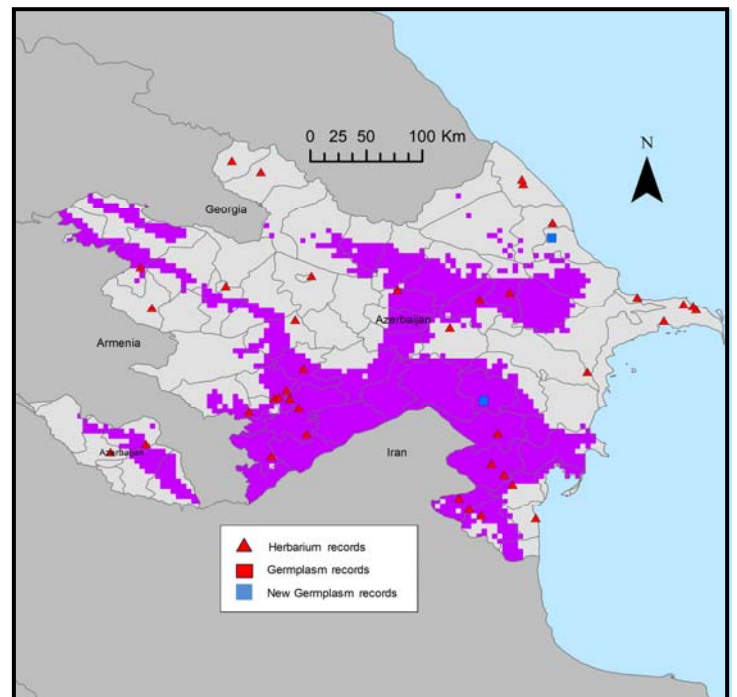 0 25 50 100 Km
N
Georgia
Azerbaijan
Armenia
Azerbaijan
Iran
Herbarium records
Germplasm records
New Germplasm records